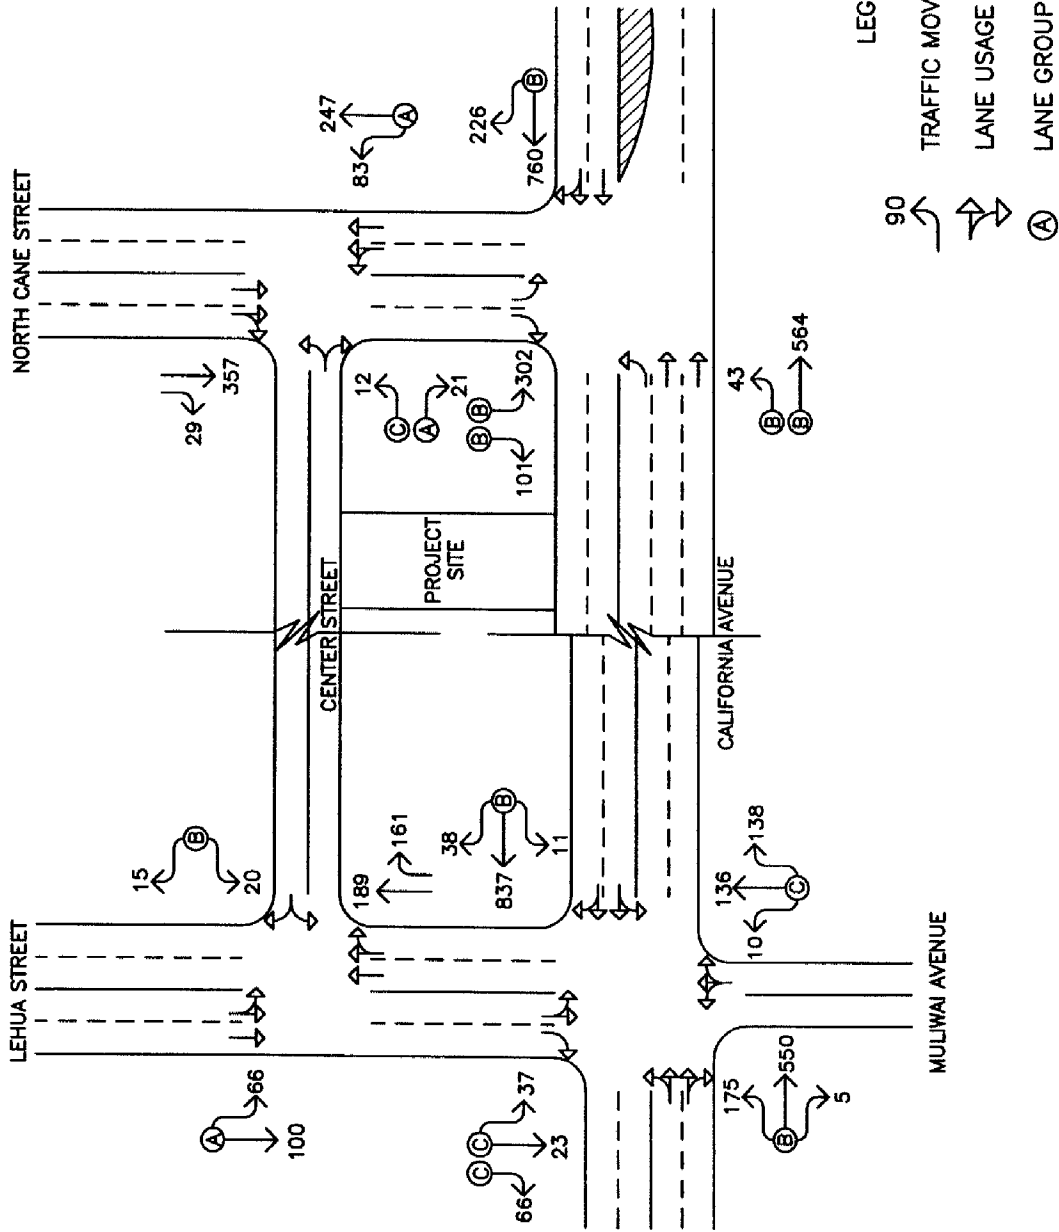 NORTH CANE STREET
247
83
A
226
B
760
29
357
12
C
A
21
B B
302
101
PROJECT
SITE
CENTER STREET
43
B
B
564
CALIFORNIA AVENUE
LEHUA STREET
15
B
20
189
161
38
B
837
11
A
66
100
C C
37
23
66
136
138
C
10
MULIWAI AVENUE
175
550
B
5
LEG
90
TRAFFIC MOV
LANE USAGE
A
LANE GROUP